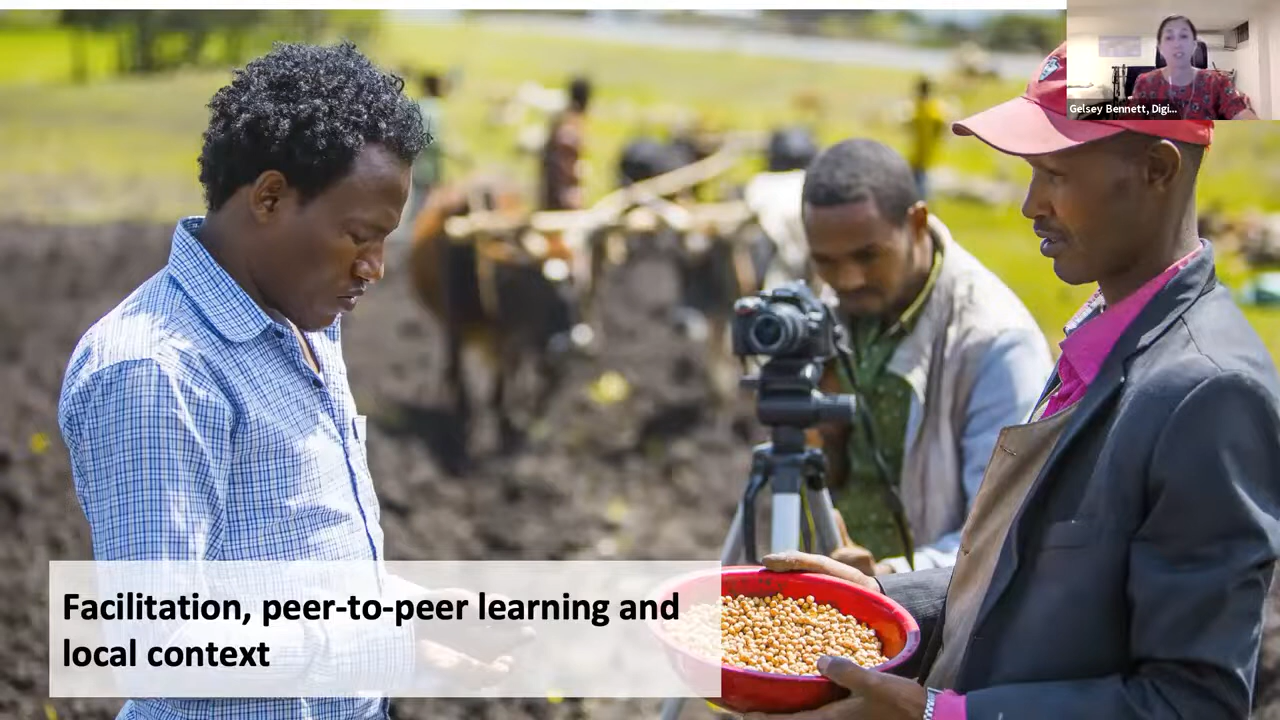 Gelsey Bennett, Digi...
Facilitation, peer-to-peer learning and
local context